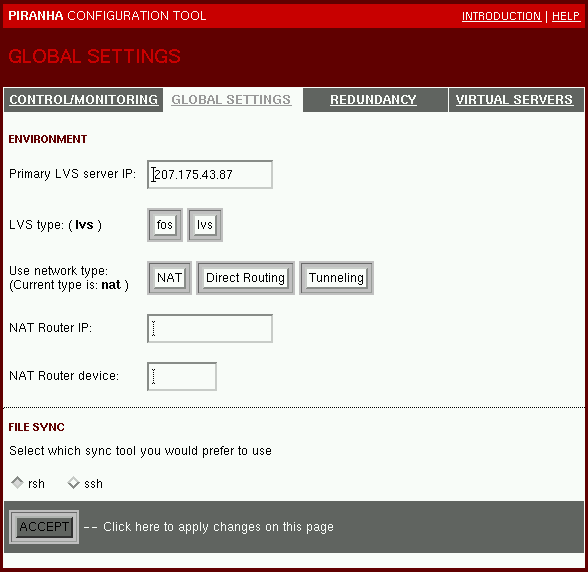 PIRANHA CONFIGURATION TOOL INTRODUCTION | HELP
GLOBAL SETTINGS
CONTROL/MONITORING GLOBAL SETTINGS REDUNDANCY VIRTUAL SERVERS
ENVIRONMENT
Primary LVS server IP: 207.175.43.87
LVS type: ( lvs ) fos lvs
Use network type:
(Current type is: nat ) NAT Direct Routing Tunneling
NAT Router IP:
NAT Router device:
FILE SYNC
Select which sync tool you would prefer to use
rsh ssh
ACCEPT -- Click here to apply changes on this page